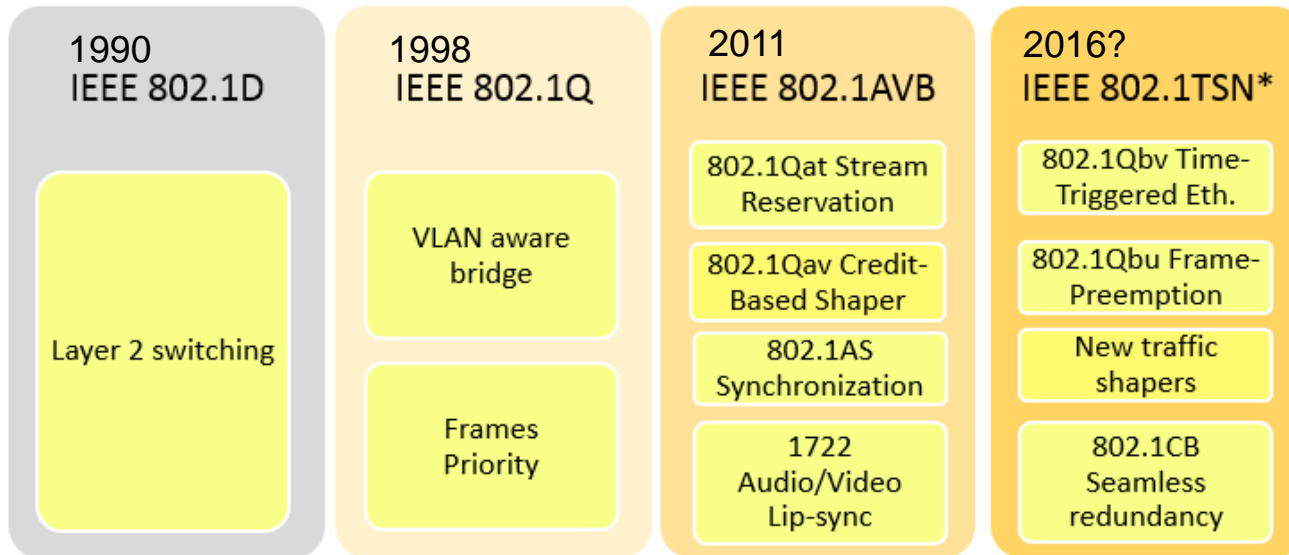 1990
IEEE 802.1D
Layer 2 switching
1998
IEEE 802.1Q
VLAN aware
bridge
Frames
Priority
2011
IEEE 802.1AVB
802.1Qat Stream
Reservation
802.1Qav Credit-
Based Shaper
802.1AS
Synchronization
1722
Audio/Video
Lip-sync
2016?
IEEE 802.1TSN*
802.1Qbv Time-
Triggered Eth.
802.1Qbu Frame-
Preemption
New traffic
shapers
802.1CB
Seamless
redundancy